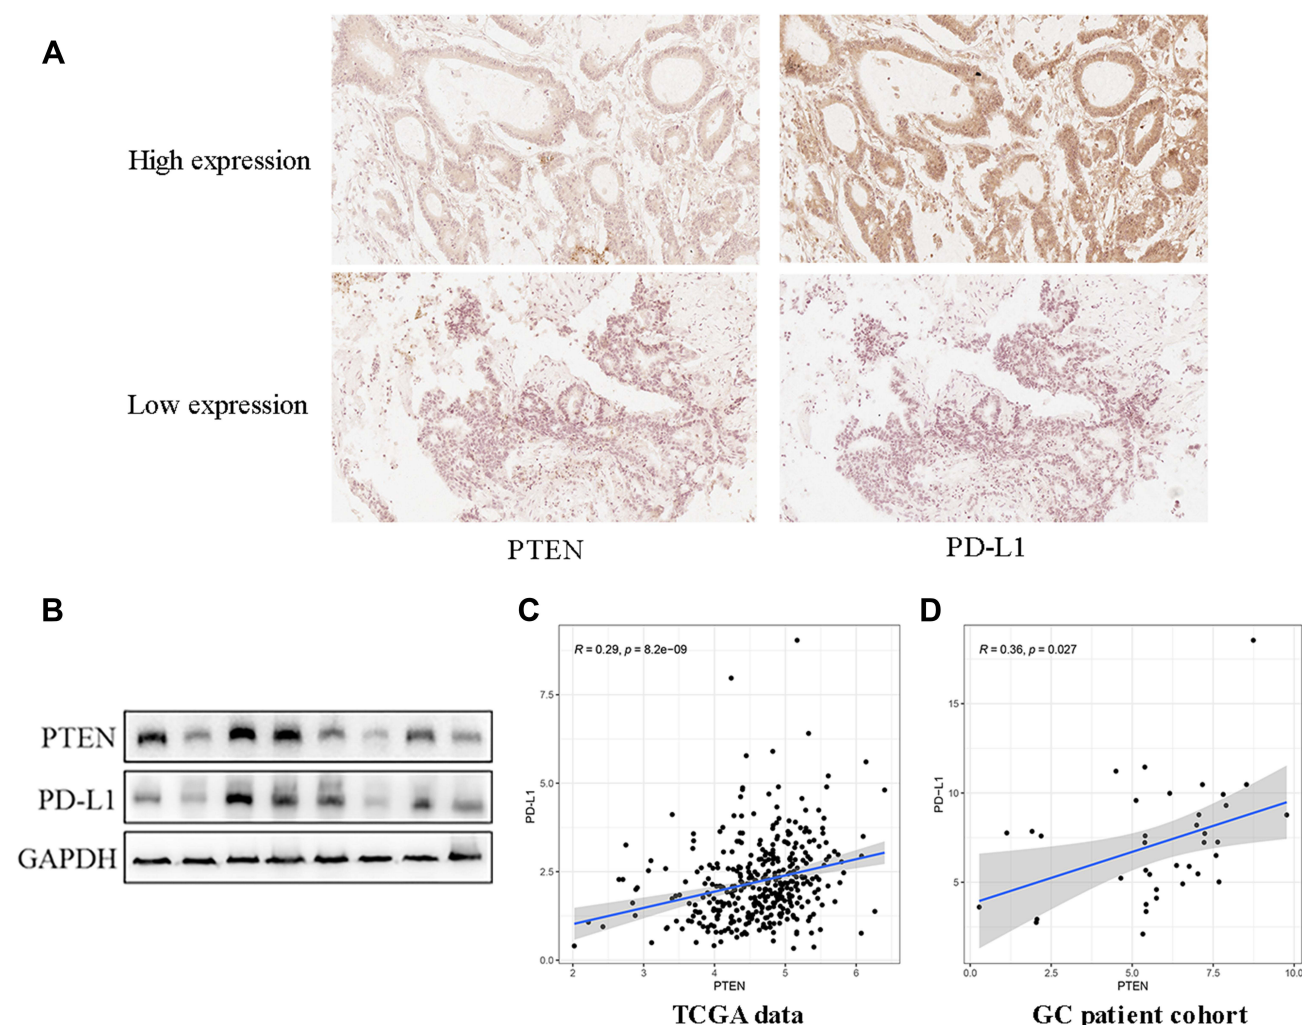 A
High expression
Low expression
PTEN
PD-L1
B
PTEN
PD-L1
GAPDH
C
R = 0.29, p = 8.2e−09
PD−L1
7.5
5.0
2.5
0.0
2 3 4 5 6
PTEN
TCGA data
D
R = 0.36, p = 0.027
PD−L1
15
10
5
0.0 2.5 5.0 7.5 10.0
PTEN
GC patient cohort